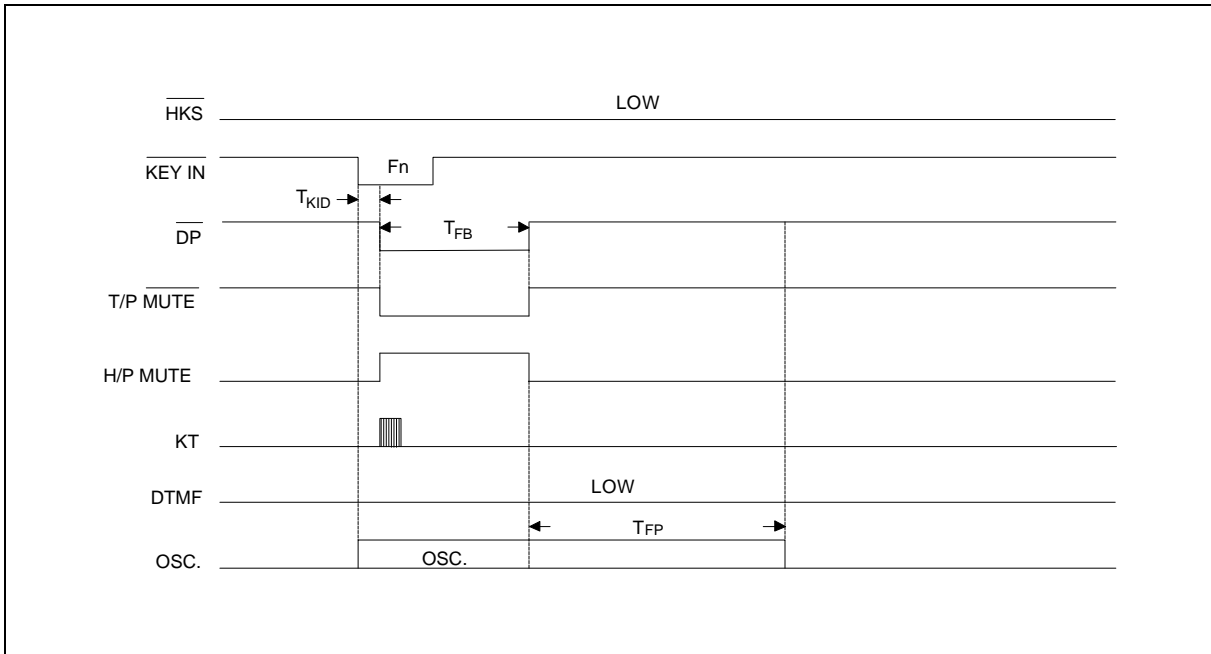 HKS
LOW
KEY IN
Fn
TKID
DP
TFB
T/P MUTE
H/P MUTE
KT
DTMF
LOW
TFP
OSC.
OSC.